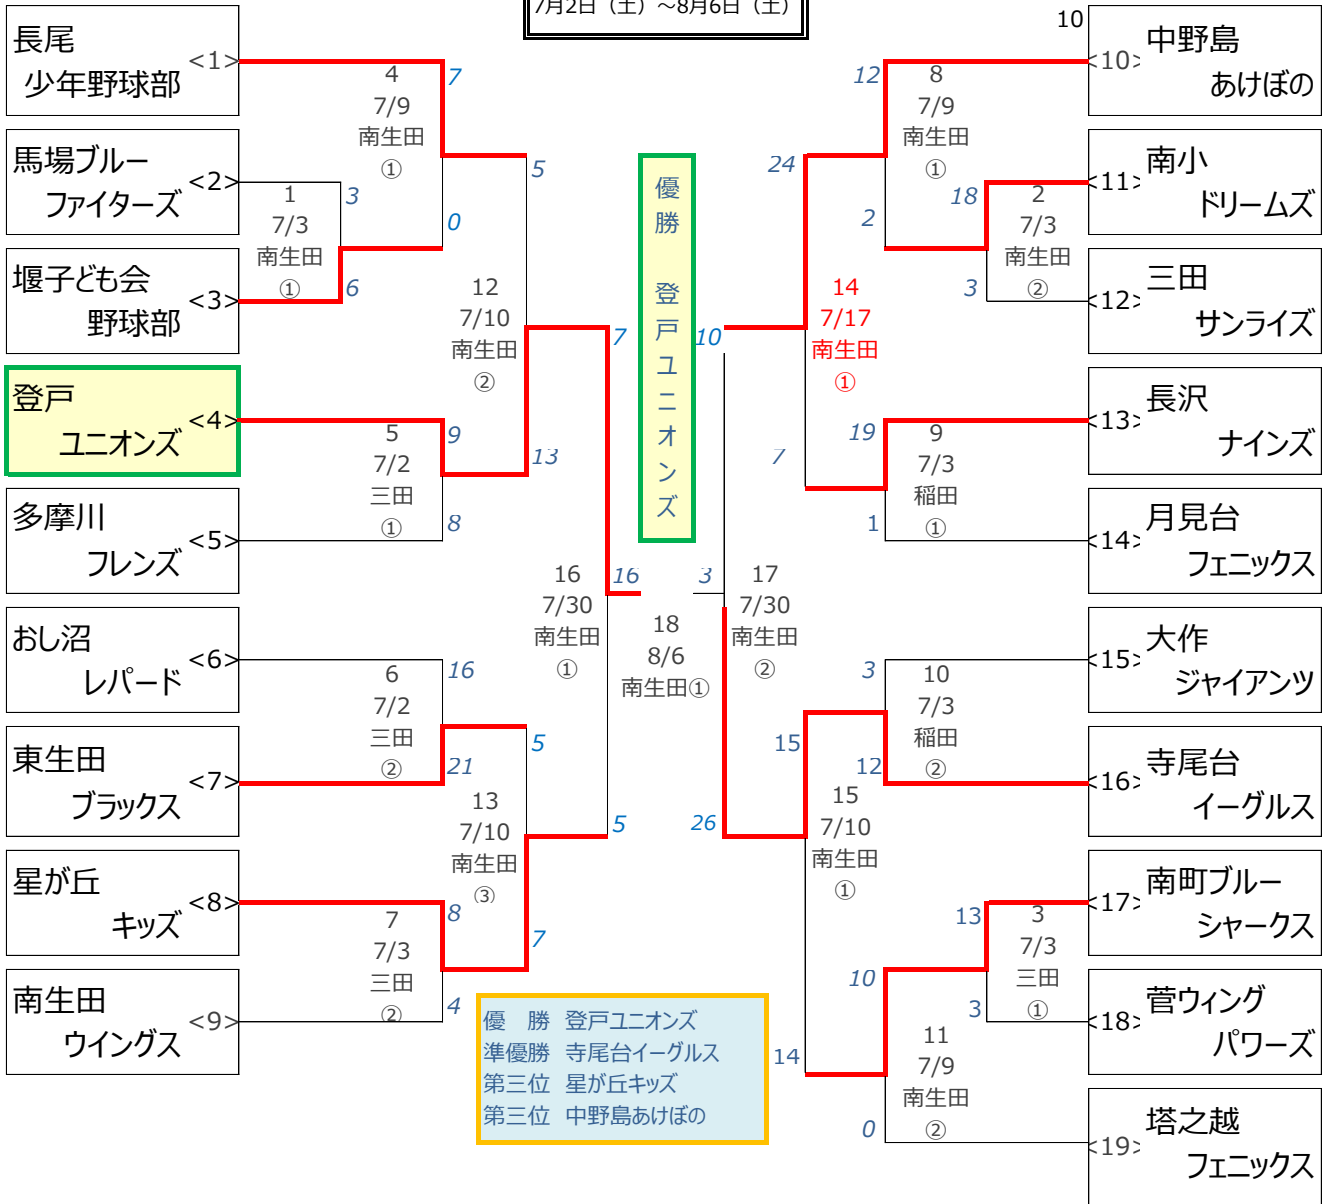 7月2日（土）～8月6日（土）
長尾
少年野球部
<1>
馬場ブルー
ファイターズ
<2>
堰子ども会
野球部
<3>
登戸
ユニオンズ
<4>
多摩川
フレンズ
<5>
おし沼
レパード
<6>
東生田
ブラックス
<7>
星が丘
キッズ
<8>
南生田
ウイングス
<9>
1
7/3
南生田
①
3
6
4
7/9
南生田
①
7
0
5
7/2
三田
①
9
8
6
7/2
三田
②
16
21
7
7/3
三田
②
8
4
12
7/10
南生田
②
5
13
13
7/10
南生田
③
5
7
16
7/30
南生田
①
7
5
優勝　登戸ユニオンズ
16
3
18
8/6
南生田①
17
7/30
南生田
②
10
26
14
7/17
南生田
①
24
7
15
7/10
南生田
①
15
14
8
7/9
南生田
①
12
2
2
7/3
南生田
②
18
3
9
7/3
稲田
①
19
1
10
7/3
稲田
②
3
12
3
7/3
三田
①
13
3
11
7/9
南生田
②
10
0
10
<10>
中野島
あけぼの
<11>
南小
ドリームズ
<12>
三田
サンライズ
<13>
長沢
ナインズ
<14>
月見台
フェニックス
<15>
大作
ジャイアンツ
<16>
寺尾台
イーグルス
<17>
南町ブルー
シャークス
<18>
菅ウィング
パワーズ
<19>
塔之越
フェニックス
優　勝　登戸ユニオンズ
準優勝　寺尾台イーグルス
第三位　星が丘キッズ
第三位　中野島あけぼの